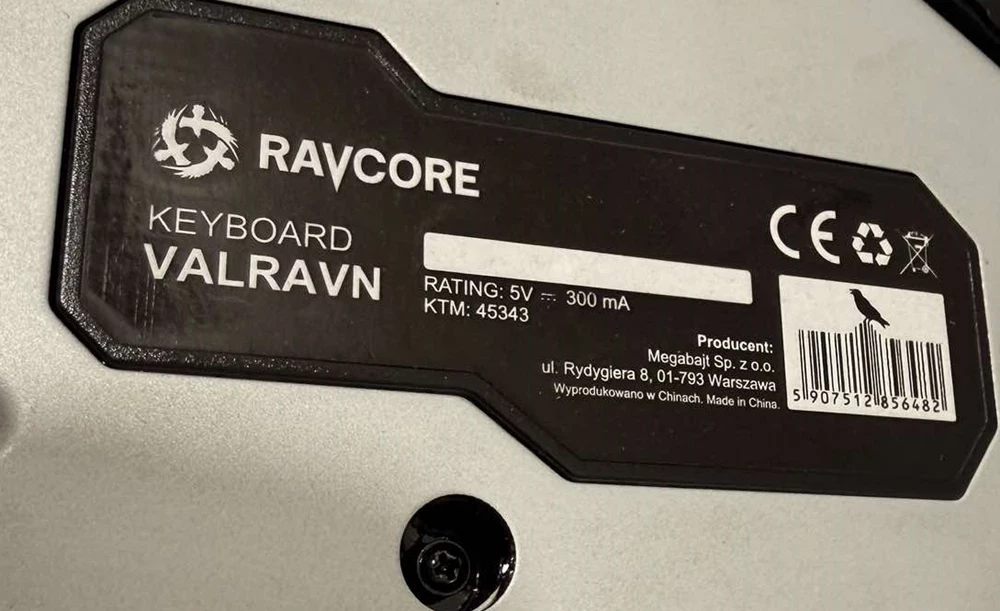 RAVCORE
KEYBOARD
VALRAVN
RATING: 5V ⎓ 300 mA
KTM: 45343
CE
Producent:
Megabajt Sp. z o.o.
ul. Rydygiera 8, 01-793 Warszawa
Wyprodukowano w Chinach. Made in China.
5 907512 856482